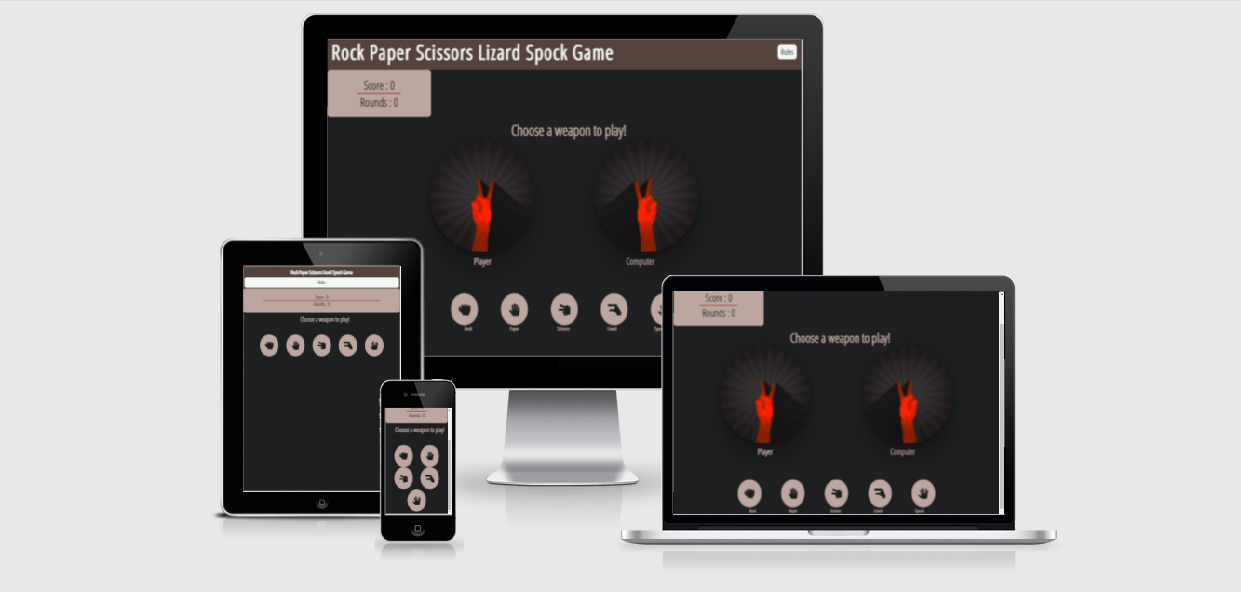 Rock Paper Scissors Lizard Spock Game
Rules
Score : 0
Rounds : 0
Choose a weapon to play!
Player
Computer
Rock
Paper
Scissors
Lizard
Rock Paper Scissors Lizard Spock Game
Rules
Score : 0
Rounds : 0
Choose a weapon to play!
Rounds : 0
Choose a weapon to play!
Score : 0
Rounds : 0
Choose a weapon to play!
Player
Computer
Rock
Paper
Scissors
Lizard
Spock